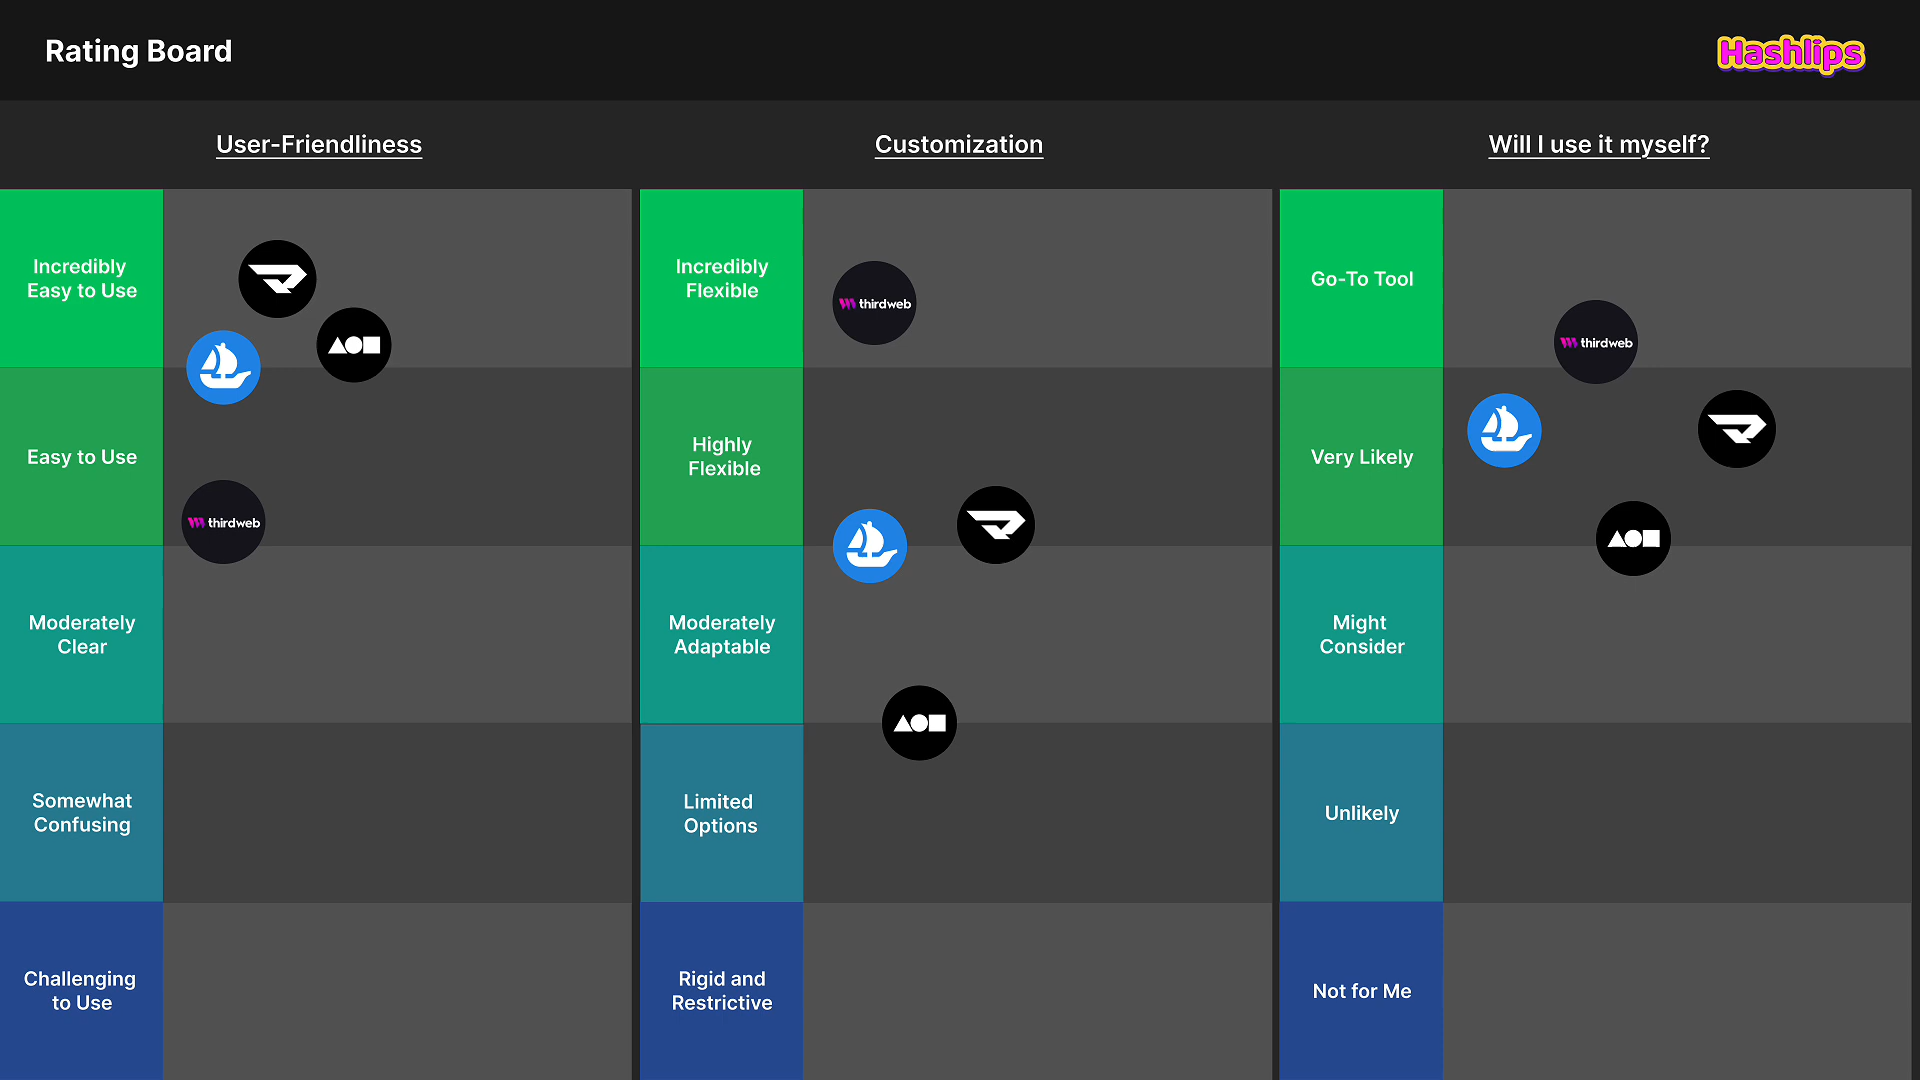 Rating Board
Hashlips
User-Friendliness
Customization
Will I use it myself?
Incredibly
Easy to Use
Easy to Use
thirdweb
Moderately
Clear
Somewhat
Confusing
Challenging
to Use
Incredibly
Flexible
thirdweb
Highly
Flexible
Moderately
Adaptable
Limited
Options
Rigid and
Restrictive
Go-To Tool
thirdweb
Very Likely
Might
Consider
Unlikely
Not for Me